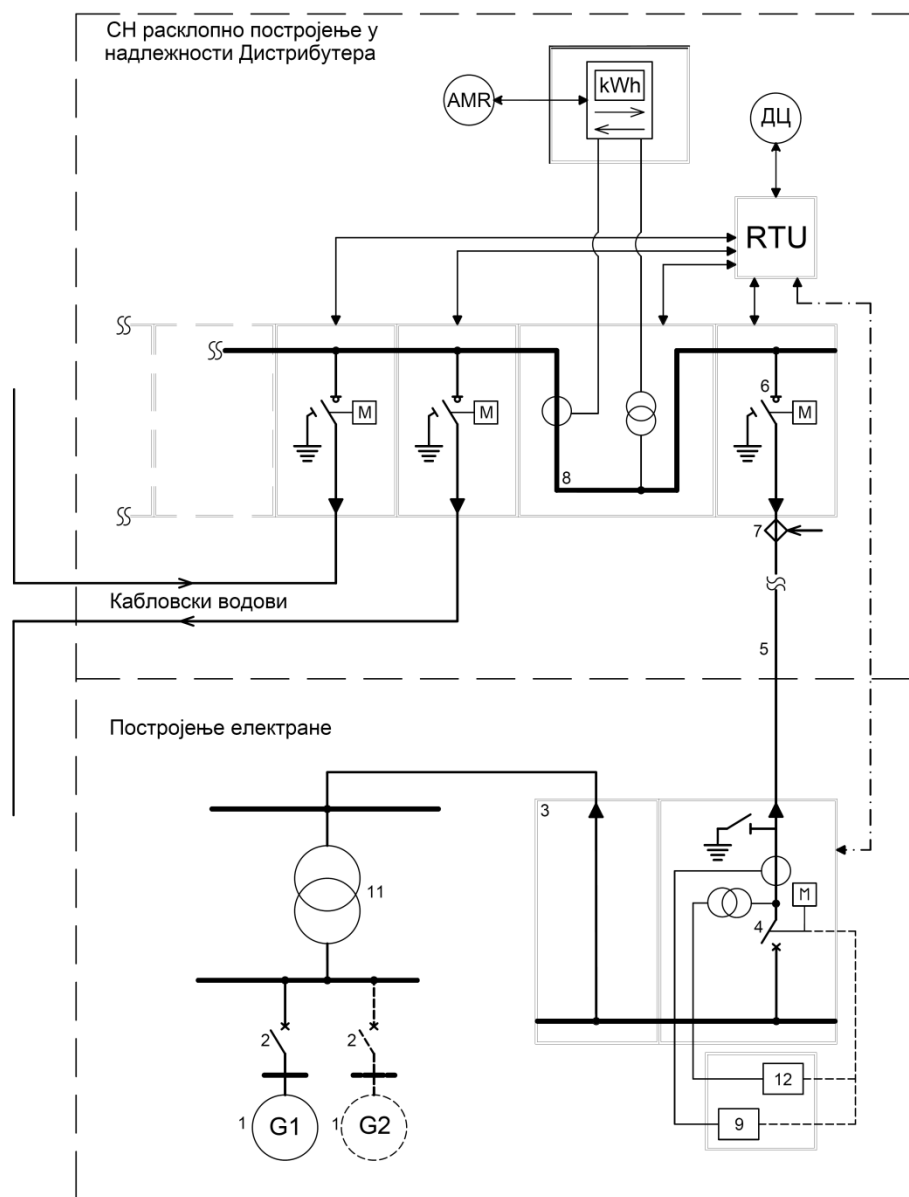 СН расклопно постројење у
надлежности Дистрибутера
kWh
AMR
ДЦ
RTU
M
M
6
M
8
7
Кабловски водови
5
Постројење електране
3
11
M
4
2
2
12
1
G1
1
G2
9